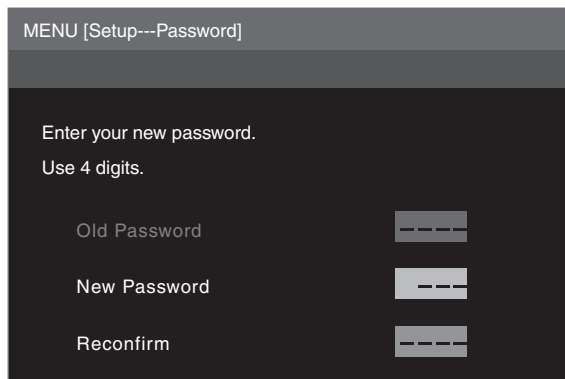 MENU [Setup---Password]
Enter your new password.
Use 4 digits.
Old Password ----
New Password ---
Reconfirm ----